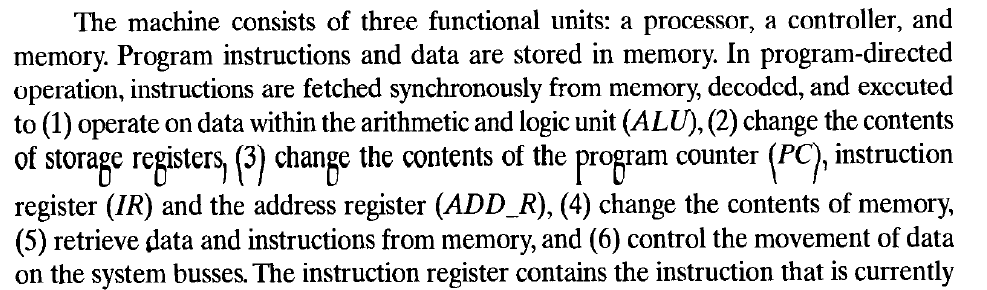 The machine consists of three functional units: a processor, a controller, and
memory. Program instructions and data are stored in memory. In program-directed
operation, instructions are fetched synchronously from memory, decoded, and executed
to (1) operate on data within the arithmetic and logic unit (ALU), (2) change the contents
of storage registers, (3) change the contents of the program counter (PC), instruction
register (IR) and the address register (ADD_R), (4) change the contents of memory,
(5) retrieve data and instructions from memory, and (6) control the movement of data
on the system busses. The instruction register contains the instruction that is currently